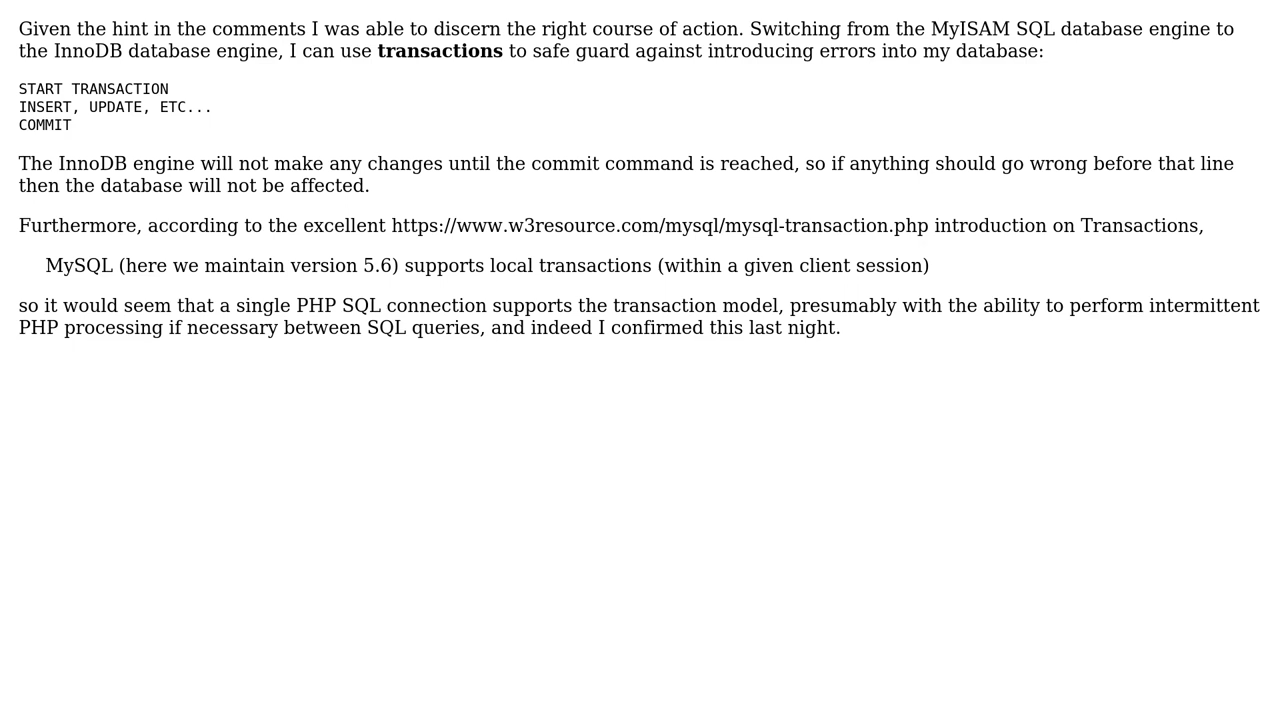 Given the hint in the comments I was able to discern the right course of action. Switching from the MyISAM SQL database engine to
the InnoDB database engine, I can use transactions to safe guard against introducing errors into my database:
START TRANSACTION
INSERT, UPDATE, ETC...
COMMIT
The InnoDB engine will not make any changes until the commit command is reached, so if anything should go wrong before that line
then the database will not be affected.
Furthermore, according to the excellent https://www.w3resource.com/mysql/mysql-transaction.php introduction on Transactions,
MySQL (here we maintain version 5.6) supports local transactions (within a given client session)
so it would seem that a single PHP SQL connection supports the transaction model, presumably with the ability to perform intermittent
PHP processing if necessary between SQL queries, and indeed I confirmed this last night.